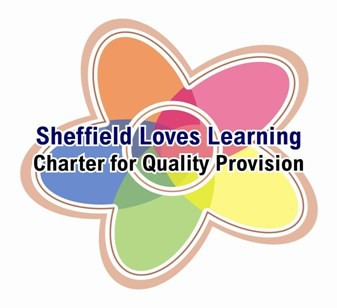 Sheffield Loves Learning
Charter for Quality Provision